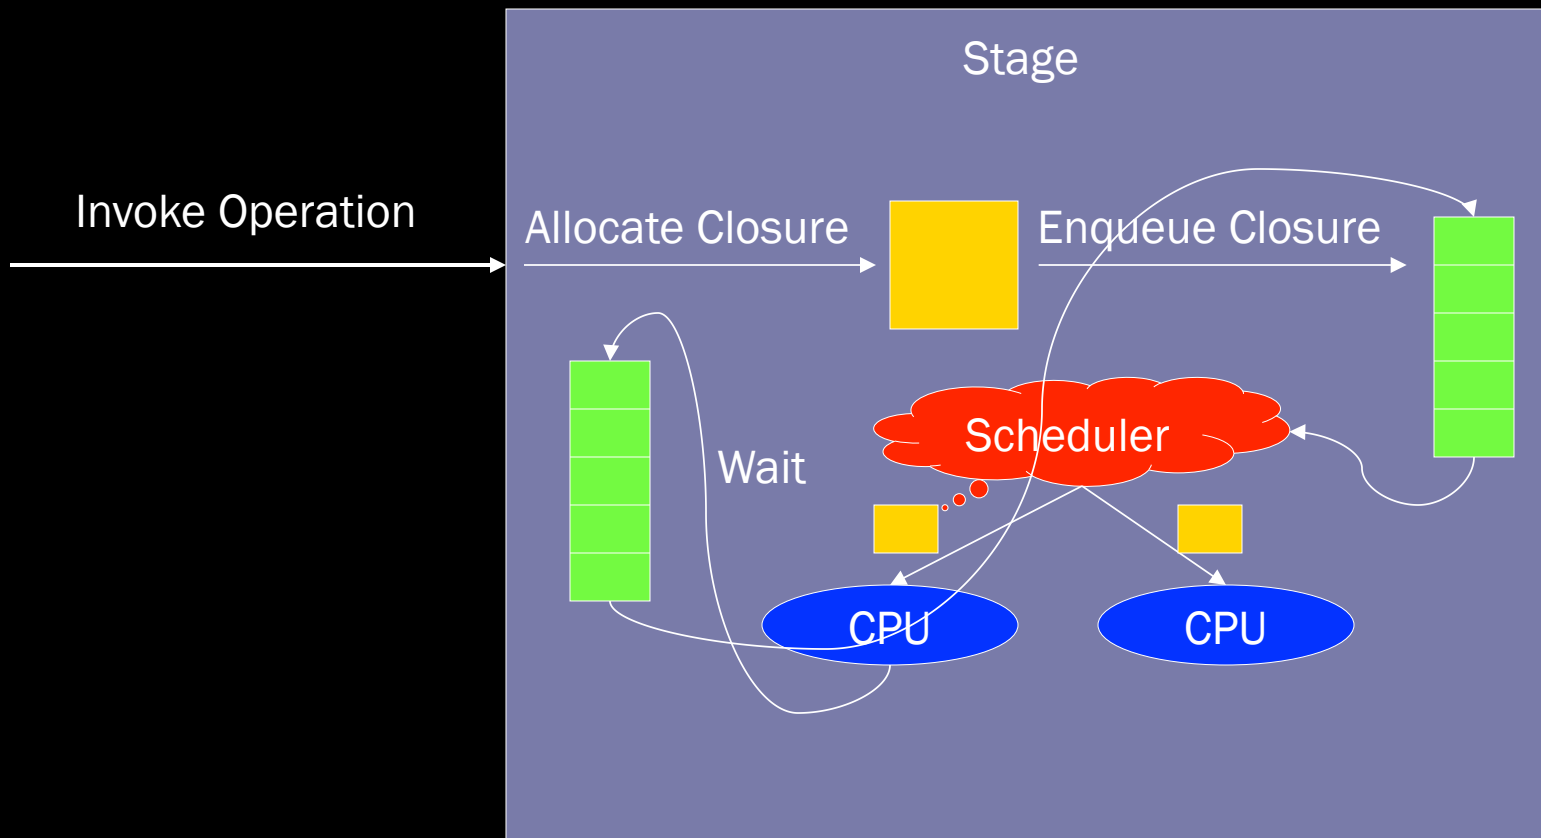 Stage
Invoke Operation
Allocate Closure
Enqueue Closure
Scheduler
Wait
CPU
CPU